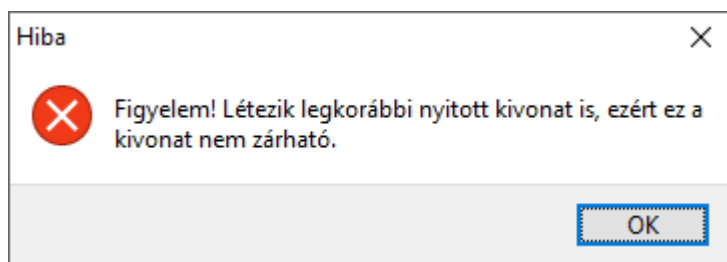 Hiba
Figyelem! Létezik legkorábbi nyitott kivonat is, ezért ez a
kivonat nem zárható.
OK